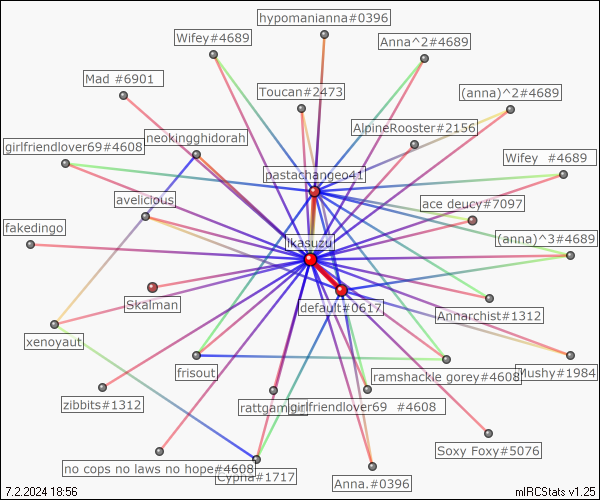 hypomanianna#0396
Wifey#4689
Anna^2#4689
Mad #6901
Toucan#2473
(anna)^2#4689
AlpineRooster#2156
neokingghidorah
girlfriendlover69#4608
Wifey  #4689
pastachangeo41
avelicious
ace deucy#7097
fakedingo
ikasuzu
(anna)^3#4689
Skalman
default#0617
Annarchist#1312
xenoyaut
frisout
ramshackle gorey#4608
Mushy#1984
zibbits#1312
girlfriendlover69  #4608
Soxy Foxy#5076
no cops no laws no hope#4608
Cypha#1717
Anna.#0396
7.2.2024 18:56
mIRCStats v1.25